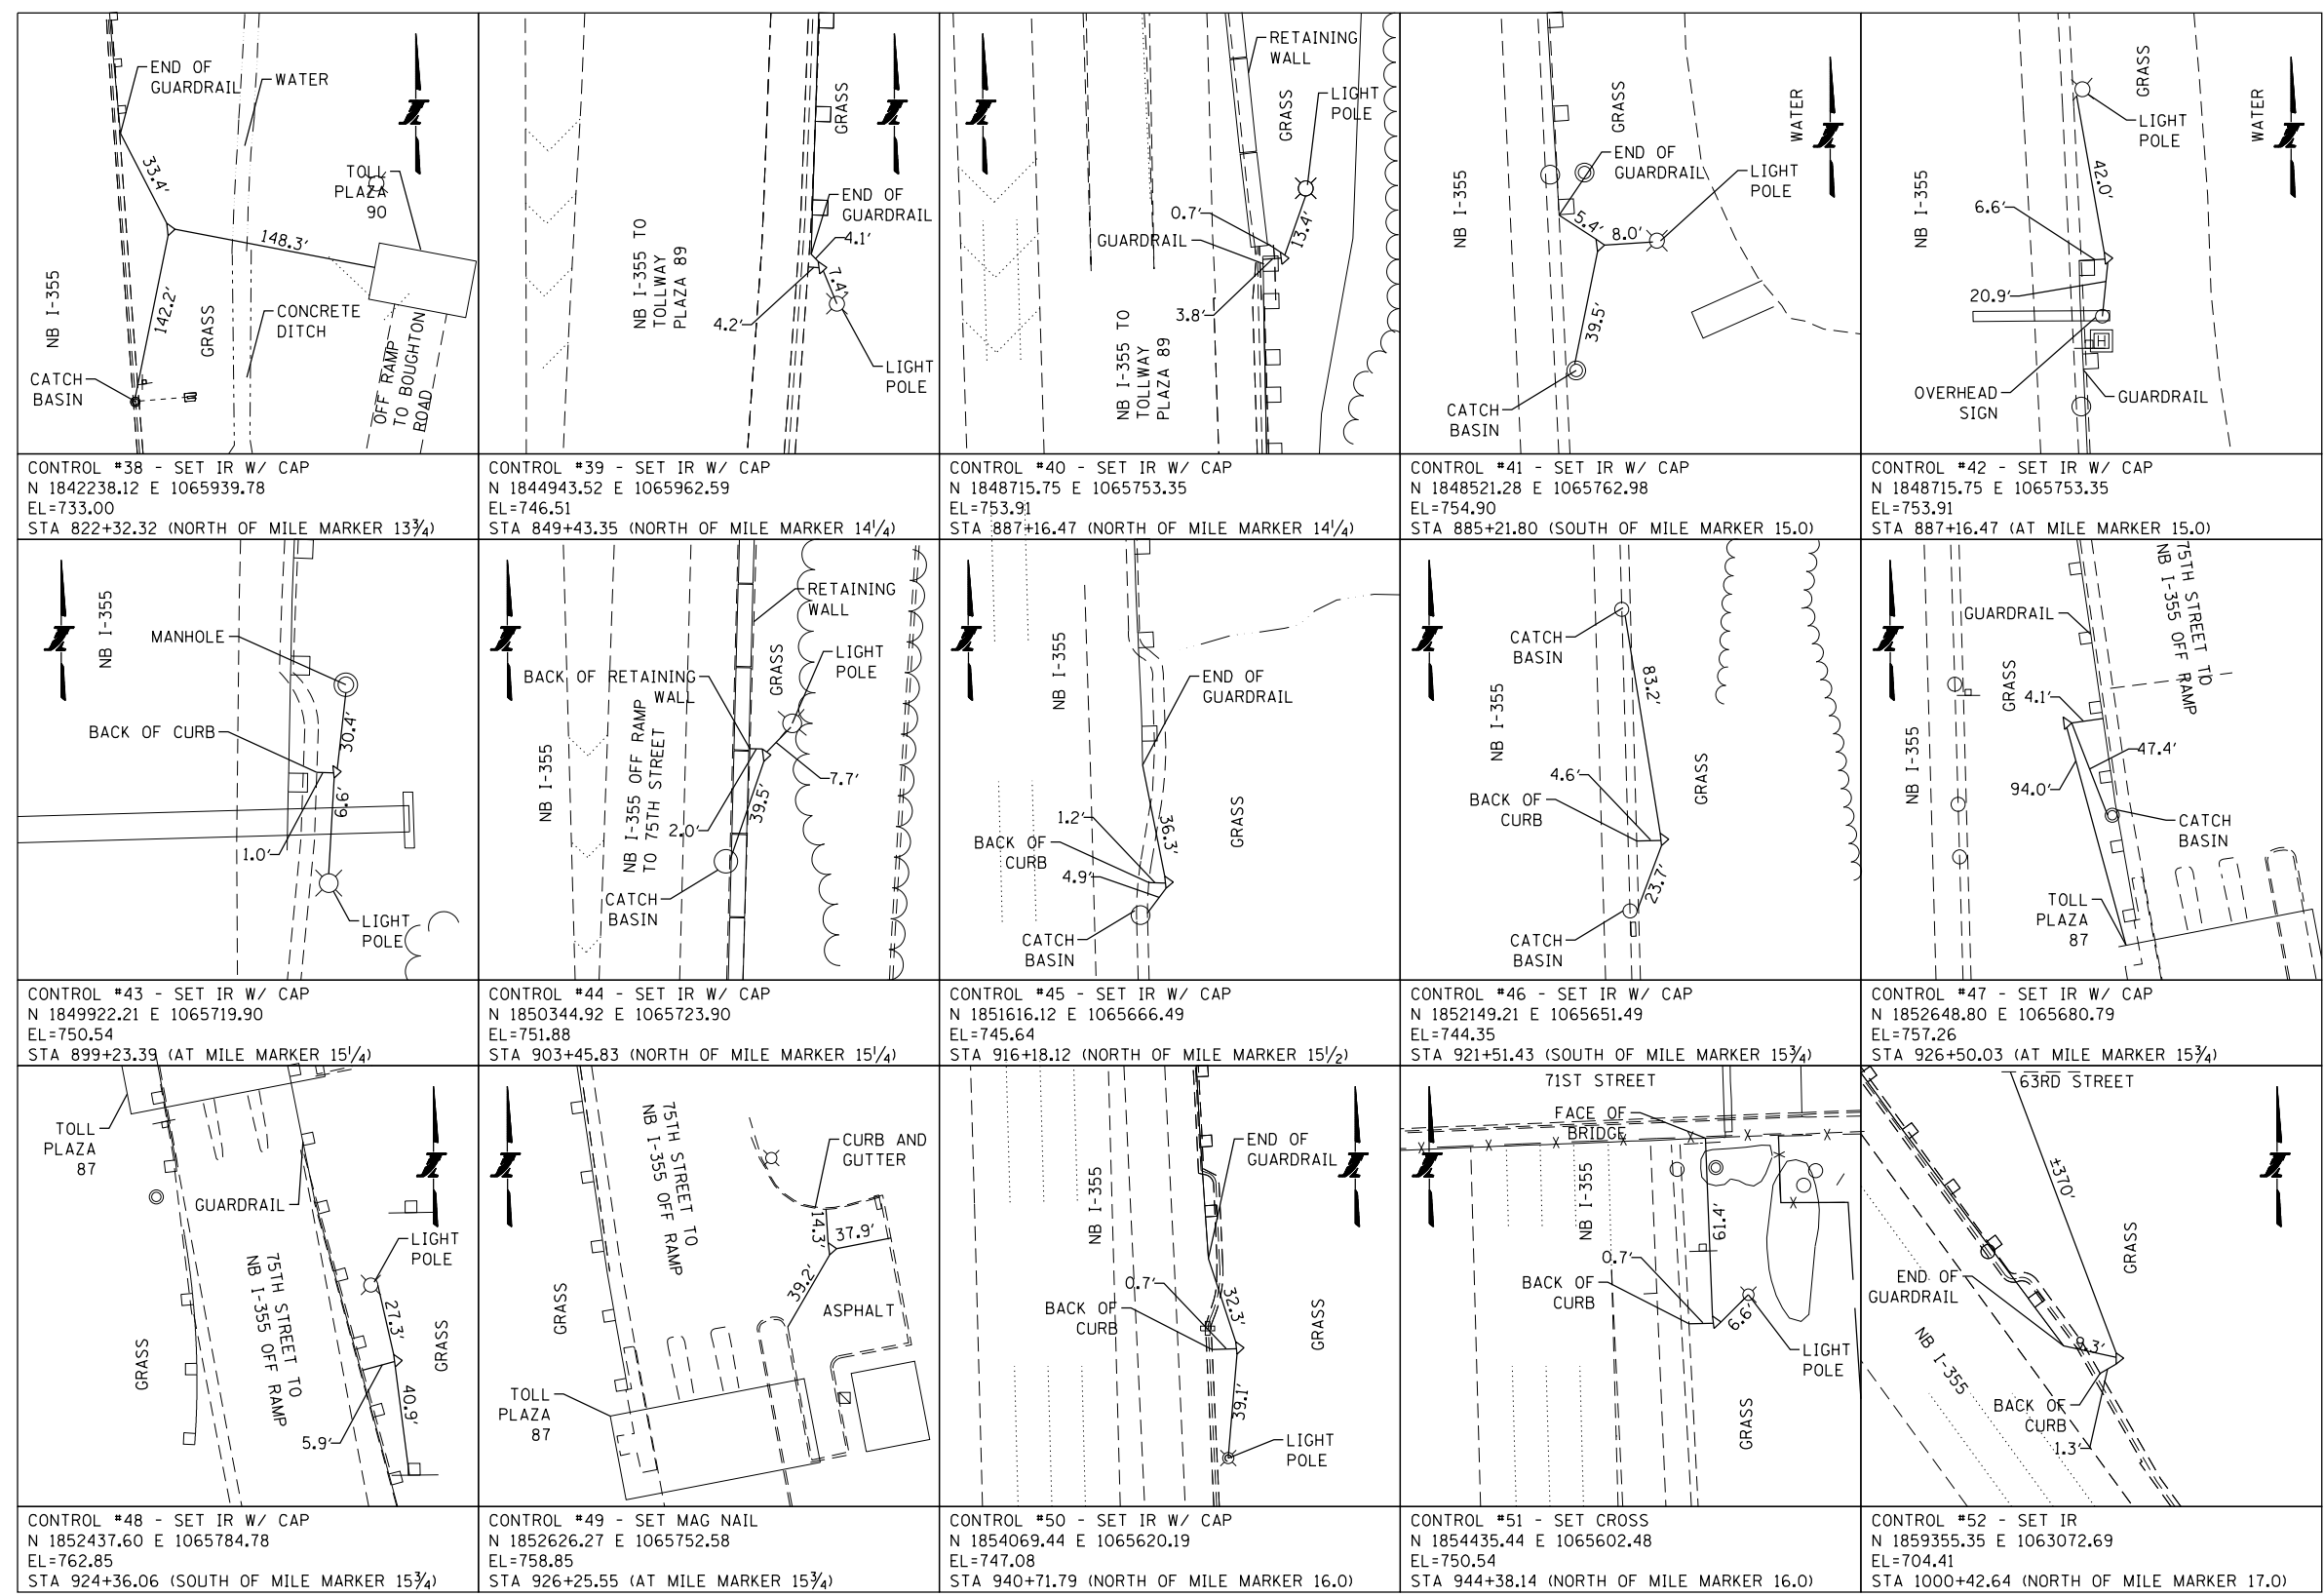 END OF
GUARDRAIL
WATER
33.4'
TOLL
PLAZA
90
148.3'
142.2'
NB I-355
GRASS
CONCRETE
DITCH
CATCH
BASIN
OFF RAMP
TO BOUGHTON
ROAD
CONTROL #38 - SET IR W/ CAP
N 1842238.12 E 1065939.78
EL=733.00
STA 822+32.32 (NORTH OF MILE MARKER 13¾)
GRASS
END OF
GUARDRAIL
4.1'
7.4'
4.2'
NB I-355 TO
TOLLWAY
PLAZA 89
LIGHT
POLE
CONTROL #39 - SET IR W/ CAP
N 1844943.52 E 1065962.59
EL=746.51
STA 849+43.35 (NORTH OF MILE MARKER 14¼)
RETAINING
WALL
GRASS
LIGHT
POLE
0.7'
GUARDRAIL
13.4'
3.8'
NB I-355 TO
TOLLWAY
PLAZA 89
CONTROL #40 - SET IR W/ CAP
N 1848715.75 E 1065753.35
EL=753.91
STA 887+16.47 (NORTH OF MILE MARKER 14¼)
GRASS
WATER
END OF
GUARDRAIL
LIGHT
POLE
NB I-355
5.4'
8.0'
39.5'
CATCH
BASIN
CONTROL #41 - SET IR W/ CAP
N 1848521.28 E 1065762.98
EL=754.90
STA 885+21.80 (SOUTH OF MILE MARKER 15.0)
GRASS
WATER
LIGHT
POLE
42.0'
NB I-355
6.6'
20.9'
OVERHEAD
SIGN
GUARDRAIL
CONTROL #42 - SET IR W/ CAP
N 1848715.75 E 1065753.35
EL=753.91
STA 887+16.47 (AT MILE MARKER 15.0)
NB I-355
MANHOLE
BACK OF CURB
30.4'
6.6'
1.0'
LIGHT
POLE
CONTROL #43 - SET IR W/ CAP
N 1849922.21 E 1065719.90
EL=750.54
STA 899+23.39 (AT MILE MARKER 15¼)
RETAINING
WALL
GRASS
LIGHT
POLE
BACK OF RETAINING
WALL
NB I-355
NB I-355 OFF RAMP
TO 75TH STREET
7.7'
39.5'
2.0'
CATCH
BASIN
CONTROL #44 - SET IR W/ CAP
N 1850344.92 E 1065723.90
EL=751.88
STA 903+45.83 (NORTH OF MILE MARKER 15¼)
NB I-355
END OF
GUARDRAIL
1.2'
36.3'
GRASS
BACK OF
CURB
4.9'
CATCH
BASIN
CONTROL #45 - SET IR W/ CAP
N 1851616.12 E 1065666.49
EL=745.64
STA 916+18.12 (NORTH OF MILE MARKER 15½)
CATCH
BASIN
83.2'
NB I-355
GRASS
4.6'
BACK OF
CURB
23.7'
CATCH
BASIN
CONTROL #46 - SET IR W/ CAP
N 1852149.21 E 1065651.49
EL=744.35
STA 921+51.43 (SOUTH OF MILE MARKER 15¾)
75TH STREET TO
NB I-355 OFF RAMP
GUARDRAIL
GRASS
4.1'
NB I-355
47.4'
94.0'
CATCH
BASIN
TOLL
PLAZA
87
CONTROL #47 - SET IR W/ CAP
N 1852648.80 E 1065680.79
EL=757.26
STA 926+50.03 (AT MILE MARKER 15¾)
TOLL
PLAZA
87
GUARDRAIL
LIGHT
POLE
75TH STREET TO
NB I-355 OFF RAMP
27.3'
GRASS
GRASS
40.9'
5.9'
CONTROL #48 - SET IR W/ CAP
N 1852437.60 E 1065784.78
EL=762.85
STA 924+36.06 (SOUTH OF MILE MARKER 15¾)
75TH STREET TO
NB I-355 OFF RAMP
CURB AND
GUTTER
14.3'
37.9'
39.2'
GRASS
ASPHALT
TOLL
PLAZA
87
CONTROL #49 - SET MAG NAIL
N 1852626.27 E 1065752.58
EL=758.85
STA 926+25.55 (AT MILE MARKER 15¾)
END OF
GUARDRAIL
NB I-355
0.7'
32.3'
BACK OF
CURB
GRASS
39.1'
LIGHT
POLE
CONTROL #50 - SET IR W/ CAP
N 1854069.44 E 1065620.19
EL=747.08
STA 940+71.79 (NORTH OF MILE MARKER 16.0)
71ST STREET
FACE OF
BRIDGE
NB I-355
61.4'
0.7'
BACK OF
CURB
6.6'
LIGHT
POLE
GRASS
CONTROL #51 - SET CROSS
N 1854435.44 E 1065602.48
EL=750.54
STA 944+38.14 (NORTH OF MILE MARKER 16.0)
63RD STREET
±370'
GRASS
END OF
GUARDRAIL
9.3'
NB I-355
BACK OF
CURB
1.3'
CONTROL #52 - SET IR
N 1859355.35 E 1063072.69
EL=704.41
STA 1000+42.64 (NORTH OF MILE MARKER 17.0)